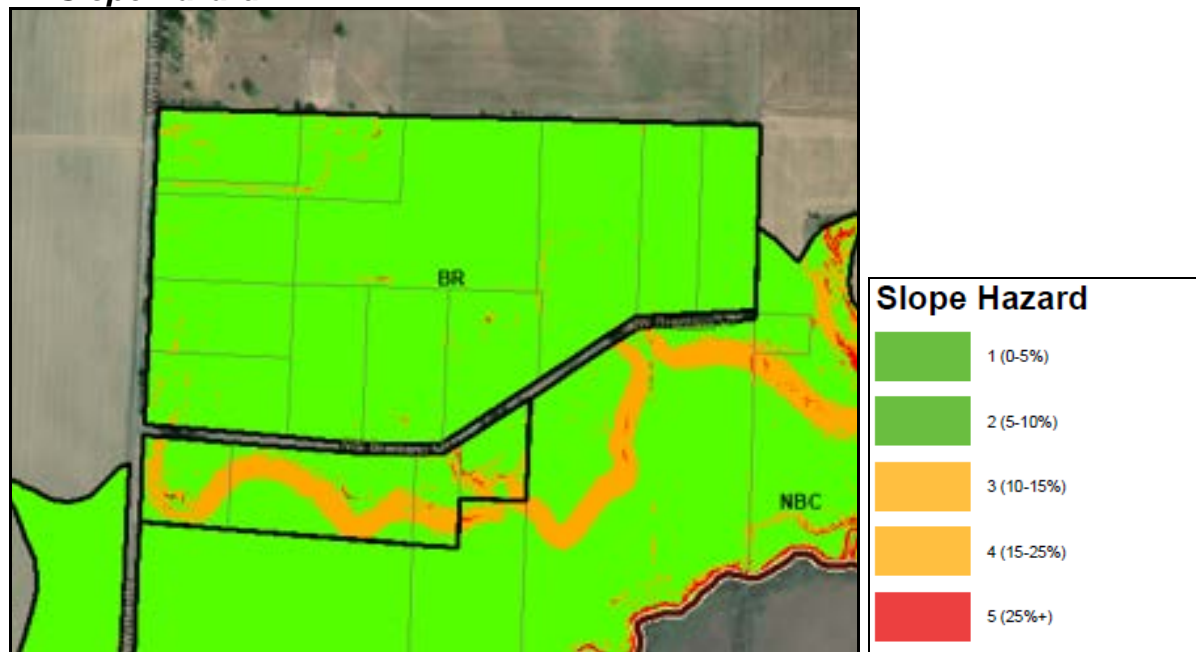 BR
NBC
Slope Hazard
1 (0-5%)
2 (5-10%)
3 (10-15%)
4 (15-25%)
5 (25%+)